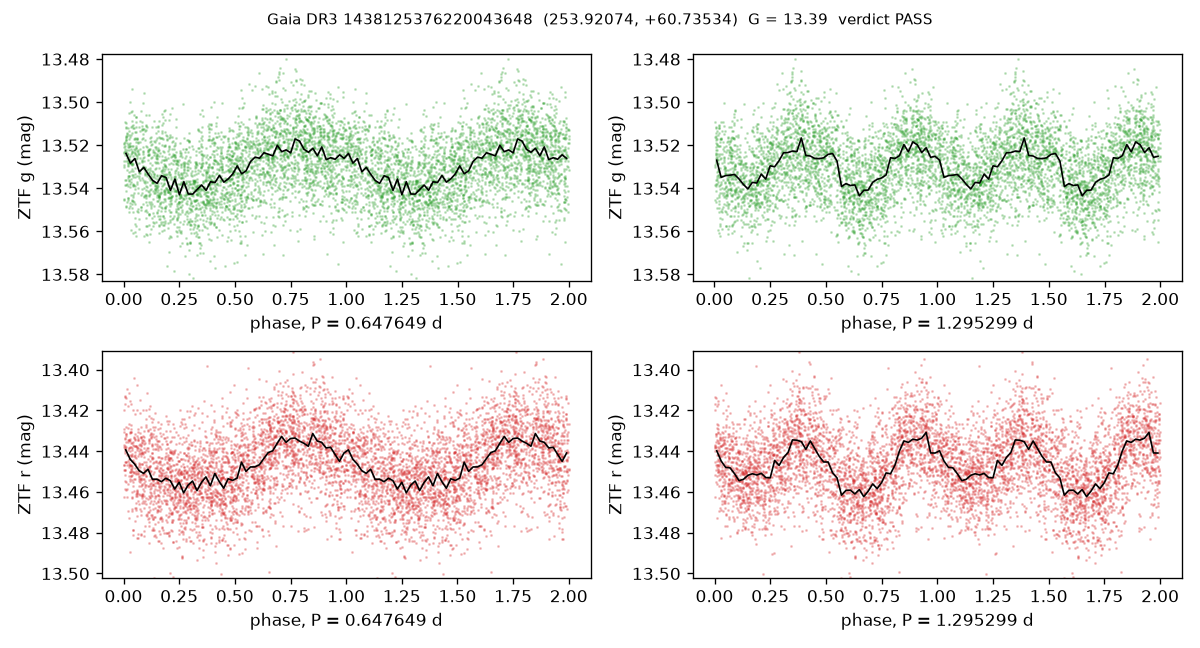 Gaia DR3 1438125376220043648 (253.92074, +60.73534) G = 13.39 verdict PASS
ZTF g (mag)
13.48
13.50
13.52
13.54
13.56
13.58
0.00 0.25 0.50 0.75 1.00 1.25 1.50 1.75 2.00
phase, P = 0.647649 d
ZTF g (mag)
13.48
13.50
13.52
13.54
13.56
13.58
0.00 0.25 0.50 0.75 1.00 1.25 1.50 1.75 2.00
phase, P = 1.295299 d
ZTF r (mag)
13.40
13.42
13.44
13.46
13.48
13.50
0.00 0.25 0.50 0.75 1.00 1.25 1.50 1.75 2.00
phase, P = 0.647649 d
ZTF r (mag)
13.40
13.42
13.44
13.46
13.48
13.50
0.00 0.25 0.50 0.75 1.00 1.25 1.50 1.75 2.00
phase, P = 1.295299 d